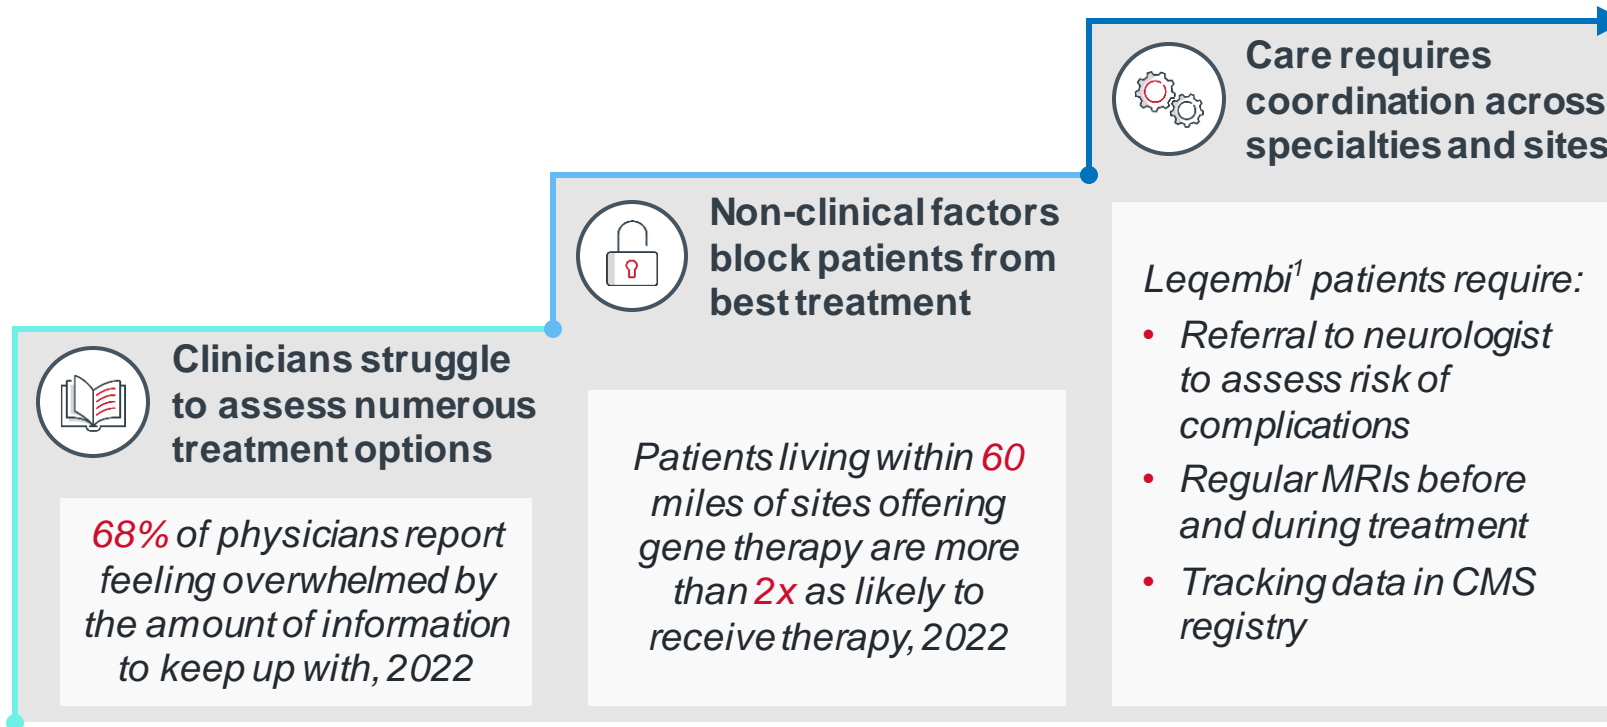 Clinicians struggle
to assess numerous
treatment options
68% of physicians report
feeling overwhelmed by
the amount of information
to keep up with, 2022
Non-clinical factors
block patients from
best treatment
Patients living within 60
miles of sites offering
gene therapy are more
than 2x as likely to
receive therapy, 2022
Care requires
coordination across
specialties and sites
Leqembi¹ patients require:
• Referral to neurologist
to assess risk of
complications
• Regular MRIs before
and during treatment
• Tracking data in CMS
registry